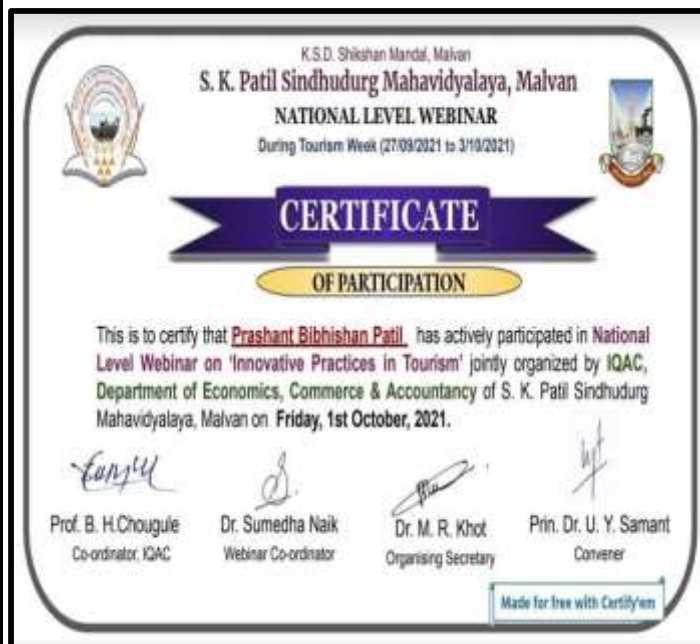 K.S.D. Shikshan Mandal, Malvan
S. K. Patil Sindhudurg Mahavidyalaya, Malvan
NATIONAL LEVEL WEBINAR
During Tourism Week (27/09/2021 to 3/10/2021)
CERTIFICATE
OF PARTICIPATION
This is to certify that Prashant Bibhishan Patil has actively participated in National
Level Webinar on 'Innovative Practices in Tourism' jointly organized by IQAC,
Department of Economics, Commerce & Accountancy of S. K. Patil Sindhudurg
Mahavidyalaya, Malvan on Friday, 1st October, 2021.
Prof. B. H.Chougule Dr. Sumedha Naik Dr. M. R. Khot Prin. Dr. U. Y. Samant
Co-ordinator, IQAC Webinar Co-ordinator Organising Secretary Convener
Made for free with Certify'em